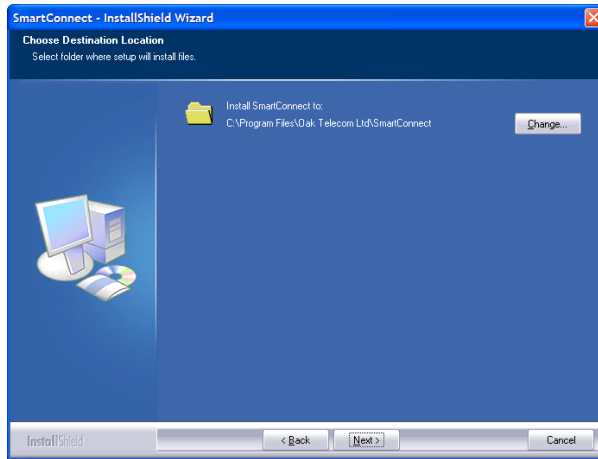 SmartConnect - InstallShield Wizard
Choose Destination Location
Select folder where setup will install files.
Install SmartConnect to:
C:\Program Files\Oak Telecom Ltd\SmartConnect
Change...
InstallShield
< Back
Next >
Cancel